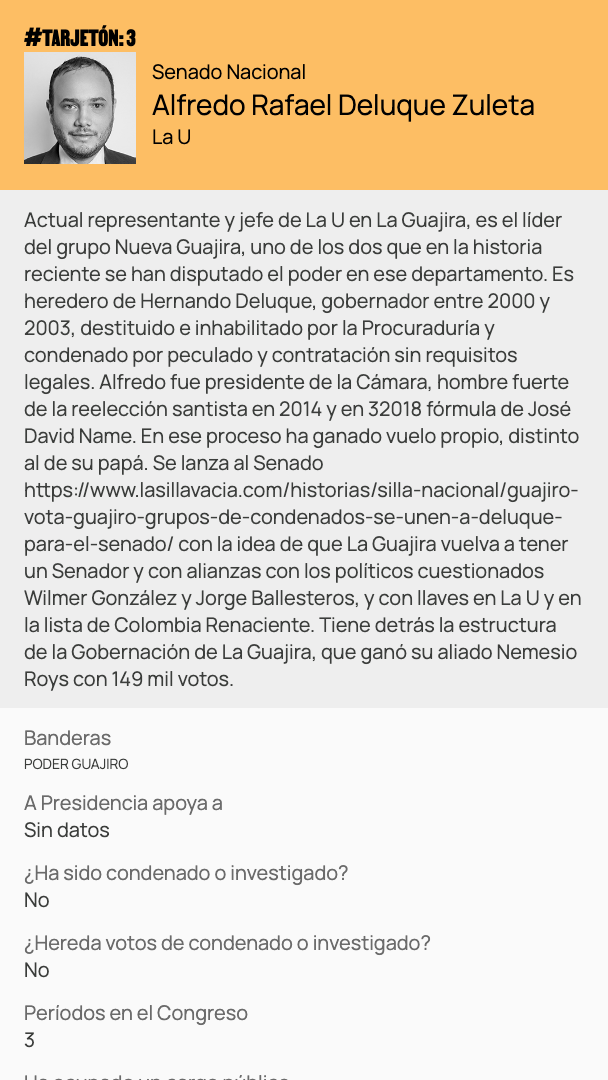 #TARJETÓN: 3
Senado Nacional
Alfredo Rafael Deluque Zuleta
La U
Actual representante y jefe de La U en La Guajira, es el líder
del grupo Nueva Guajira, uno de los dos que en la historia
reciente se han disputado el poder en ese departamento. Es
heredero de Hernando Deluque, gobernador entre 2000 y
2003, destituido e inhabilitado por la Procuraduría y
condenado por peculado y contratación sin requisitos
legales. Alfredo fue presidente de la Cámara, hombre fuerte
de la reelección santista en 2014 y en 32018 fórmula de José
David Name. En ese proceso ha ganado vuelo propio, distinto
al de su papá. Se lanza al Senado
https://www.lasillavacia.com/historias/silla-nacional/guajiro-
vota-guajiro-grupos-de-condenados-se-unen-a-deluque-
para-el-senado/ con la idea de que La Guajira vuelva a tener
un Senador y con alianzas con los políticos cuestionados
Wilmer González y Jorge Ballesteros, y con llaves en La U y en
la lista de Colombia Renaciente. Tiene detrás la estructura
de la Gobernación de La Guajira, que ganó su aliado Nemesio
Roys con 149 mil votos.
Banderas
PODER GUAJIRO
A Presidencia apoya a
Sin datos
¿Ha sido condenado o investigado?
No
¿Hereda votos de condenado o investigado?
No
Períodos en el Congreso
3
Ha ocupado un cargo público